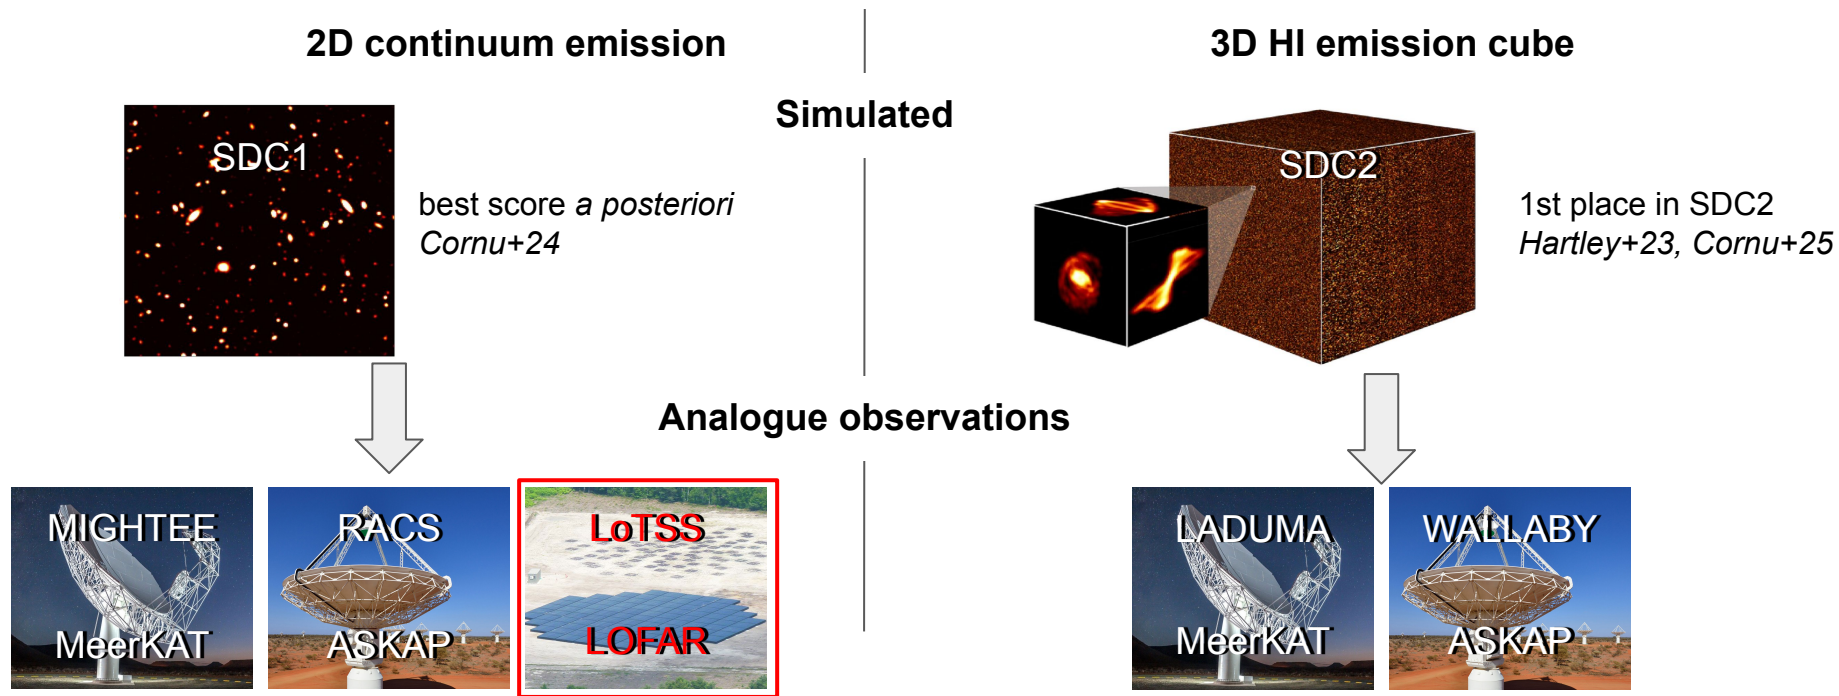 2D continuum emission
3D HI emission cube
Simulated
SDC1
best score a posteriori
Cornu+24
SDC2
1st place in SDC2
Hartley+23, Cornu+25
Analogue observations
MIGHTEE
MeerKAT
RACS
ASKAP
LoTSS
LOFAR
LADUMA
MeerKAT
WALLABY
ASKAP